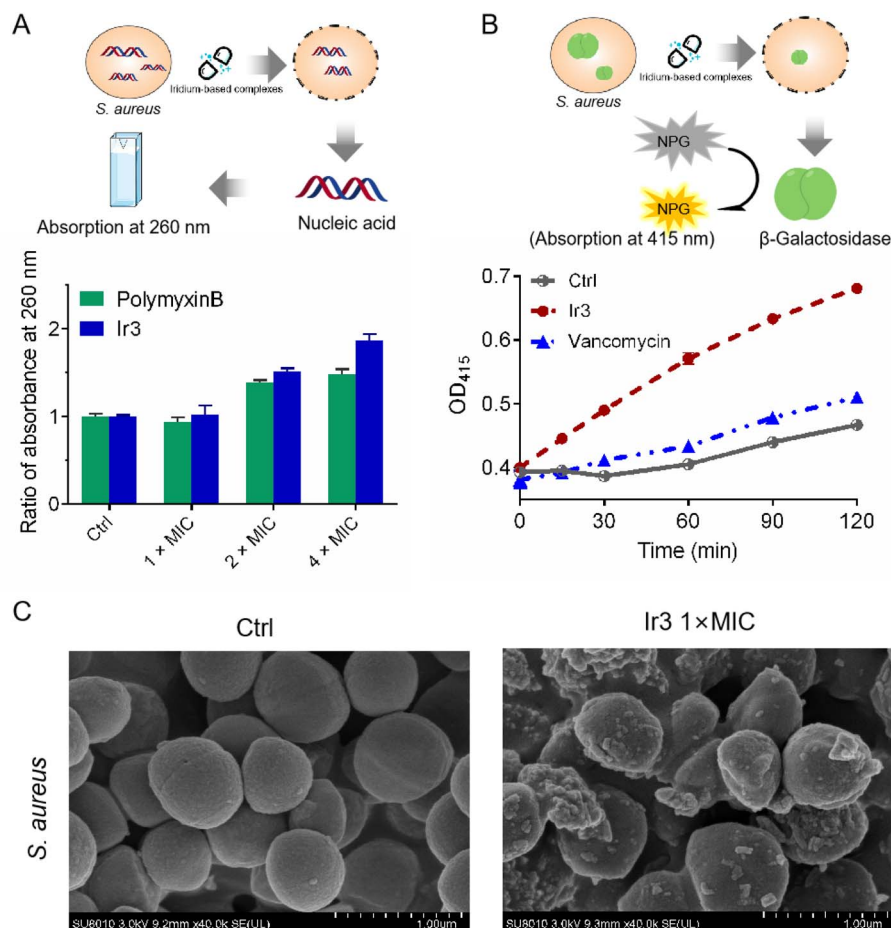 A
S. aureus
Iridium-based complexes
Absorption at 260 nm
Nucleic acid
Ratio of absorbance at 260 nm
PolymyxinB
Ir3
2
1
0
Ctrl
1 × MIC
2 × MIC
4 × MIC
B
S. aureus
Iridium-based complexes
NPG
NPG
(Absorption at 415 nm)
β-Galactosidase
OD415
Ctrl
Ir3
Vancomycin
0.7
0.6
0.5
0.4
0
30
60
90
120
Time (min)
C
Ctrl
Ir3 1×MIC
S. aureus
SU8010 3.0kV 9.2mm x40.0k SE(UL)
1.00um
SU8010 3.0kV 9.3mm x40.0k SE(UL)
1.00um